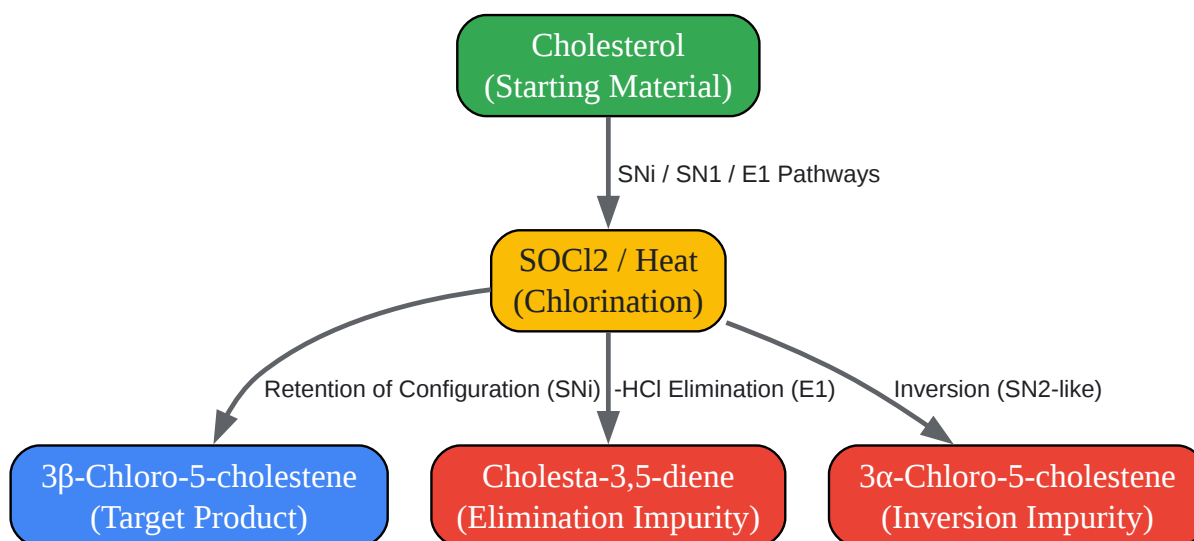 Cholesterol
(Starting Material)
SNi / SN1 / E1 Pathways
SOCl2 / Heat
(Chlorination)
Retention of Configuration (SNi)
-HCl Elimination (E1)
Inversion (SN2-like)
3β-Chloro-5-cholestene
(Target Product)
Cholesta-3,5-diene
(Elimination Impurity)
3α-Chloro-5-cholestene
(Inversion Impurity)